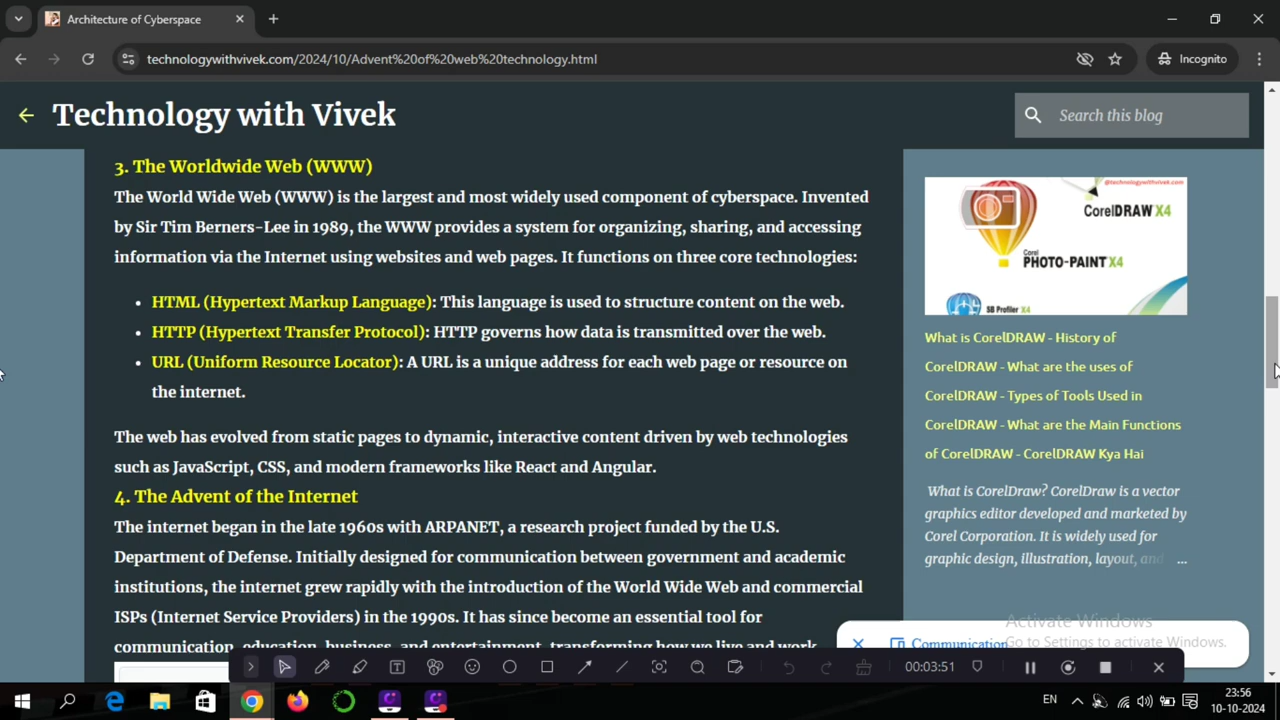 Architecture of Cyberspace
technologywithvivek.com/2024/10/Advent%20of%20web%20technology.html
Incognito
Technology with Vivek
Search this blog
3. The Worldwide Web (WWW)
The World Wide Web (WWW) is the largest and most widely used component of cyberspace. Invented
by Sir Tim Berners-Lee in 1989, the WWW provides a system for organizing, sharing, and accessing
information via the Internet using websites and web pages. It functions on three core technologies:
• HTML (Hypertext Markup Language): This language is used to structure content on the web.
• HTTP (Hypertext Transfer Protocol): HTTP governs how data is transmitted over the web.
• URL (Uniform Resource Locator): A URL is a unique address for each web page or resource on
the internet.
The web has evolved from static pages to dynamic, interactive content driven by web technologies
such as JavaScript, CSS, and modern frameworks like React and Angular.
4. The Advent of the Internet
The internet began in the late 1960s with ARPANET, a research project funded by the U.S.
Department of Defense. Initially designed for communication between government and academic
institutions, the internet grew rapidly with the introduction of the World Wide Web and commercial
ISPs (Internet Service Providers) in the 1990s. It has since become an essential tool for
communication, education, business, and entertainment, transforming how we live and work.
@technologywithvivek.com
CorelDRAW X4
Corel
PHOTO-PAINT X4
SB Profiler X4
What is CorelDRAW - History of
CorelDRAW - What are the uses of
CorelDRAW - Types of Tools Used in
CorelDRAW - What are the Main Functions
of CorelDRAW - CorelDRAW Kya Hai
What is CorelDraw? CorelDraw is a vector
graphics editor developed and marketed by
Corel Corporation. It is widely used for
graphic design, illustration, layout, and ...
Activate Windows
Communication
Go to Settings to activate Windows.
00:03:51
EN
23:56
10-10-2024